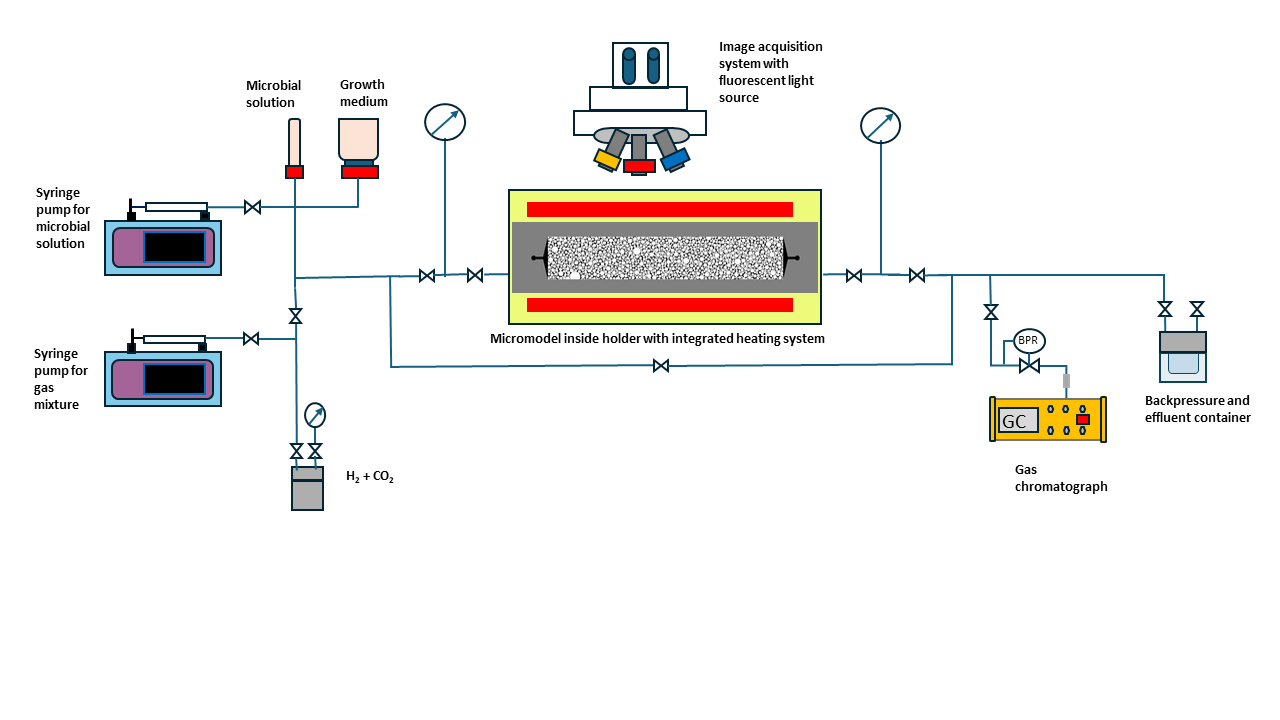 Image acquisition
system with
fluorescent light
source
Microbial
solution
Growth
medium
Syringe
pump for
microbial
solution
Micromodel inside holder with integrated heating system
BPR
Syringe
pump for
gas
mixture
Backpressure and
effluent container
GC
H₂ + CO₂
Gas
chromatograph